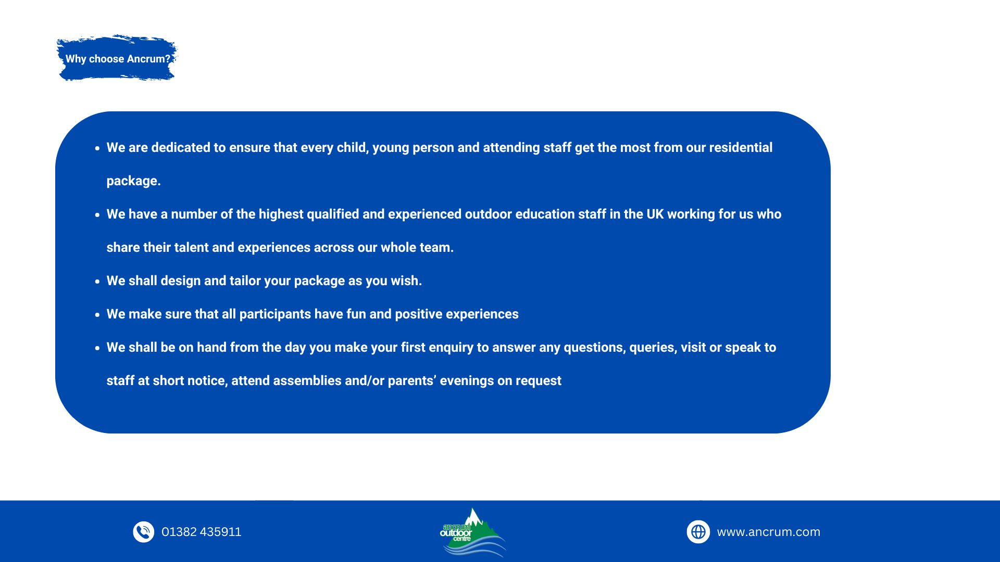 Why choose Ancrum?
• We are dedicated to ensure that every child, young person and attending staff get the most from our residential
package.
• We have a number of the highest qualified and experienced outdoor education staff in the UK working for us who
share their talent and experiences across our whole team.
• We shall design and tailor your package as you wish.
• We make sure that all participants have fun and positive experiences
• We shall be on hand from the day you make your first enquiry to answer any questions, queries, visit or speak to
staff at short notice, attend assemblies and/or parents’ evenings on request
01382 435911
ancrum
outdoor
centre
www.ancrum.com